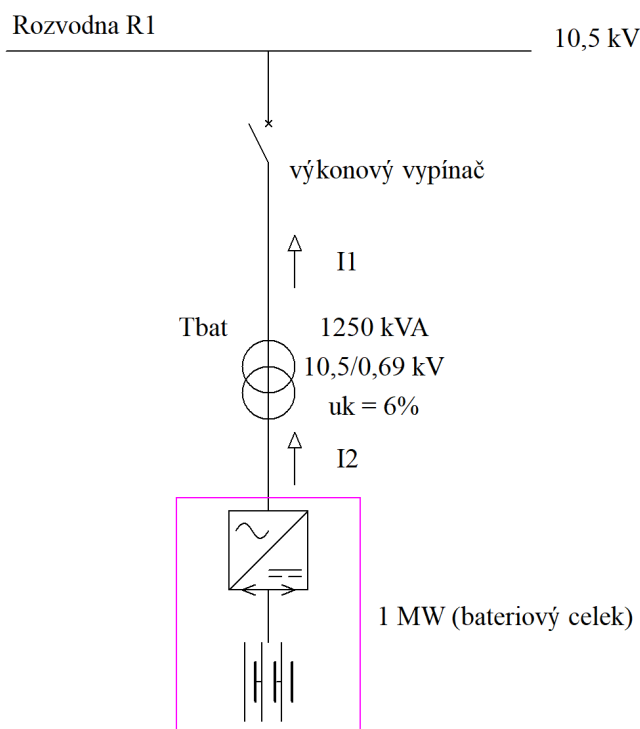 Rozvodna R1
10,5 kV
výkonový vypínač
I1
Tbat
1250 kVA
10,5/0,69 kV
uk = 6%
I2
1 MW (bateriový celek)